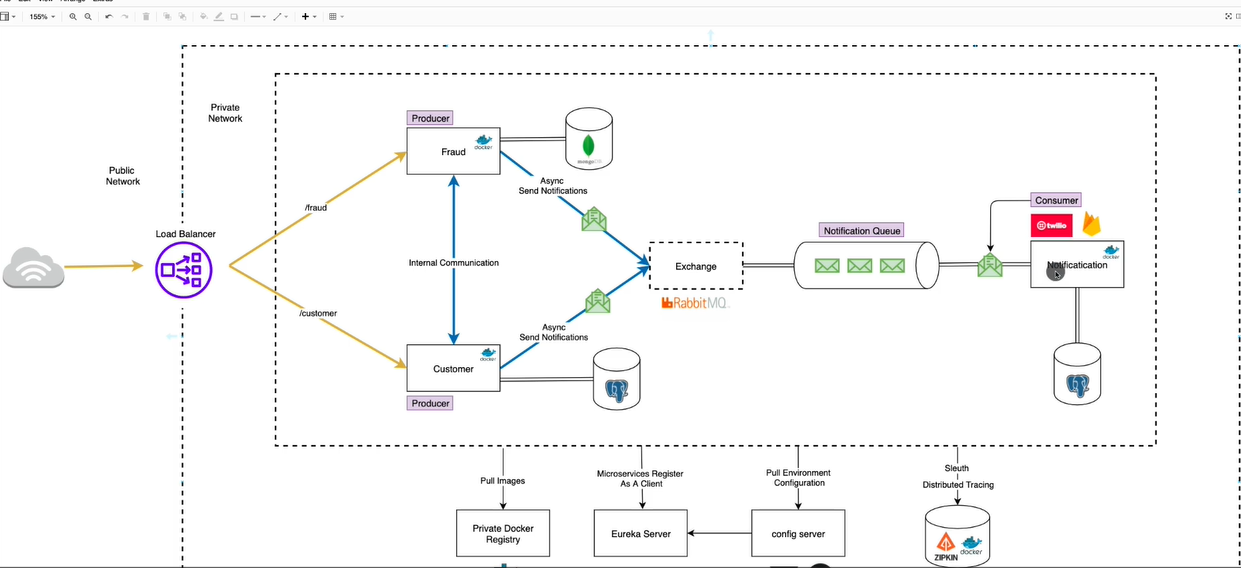 155%
Private
Network
Public
Network
Load Balancer
/fraud
/customer
Producer
Fraud
docker
mongoDB
Async
Send Notifications
Internal Communication
Async
Send Notifications
Customer
docker
Producer
Exchange
RabbitMQ
Notification Queue
Consumer
twilio
docker
Notificatication
Pull Images
Microservices Register
As A Client
Pull Environment
Configuration
Sleuth
Distributed Tracing
Private Docker
Registry
Eureka Server
config server
ZIPKIN
docker